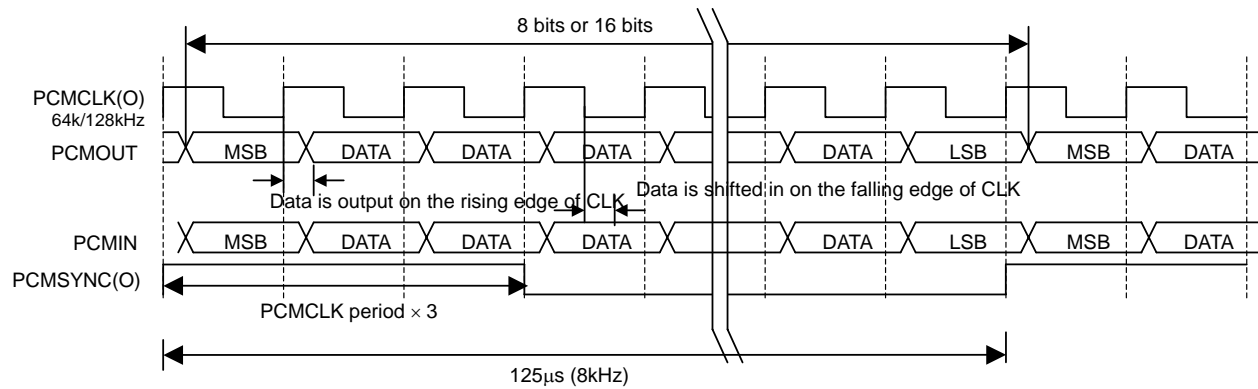 8 bits or 16 bits
PCMCLK(O)
64k/128kHz
PCMOUT MSB DATA DATA DATA DATA LSB MSB DATA
Data is output on the rising edge of CLK
Data is shifted in on the falling edge of CLK
PCMIN MSB DATA DATA DATA DATA LSB MSB DATA
PCMSYNC(O)
PCMCLK period × 3
125µs (8kHz)